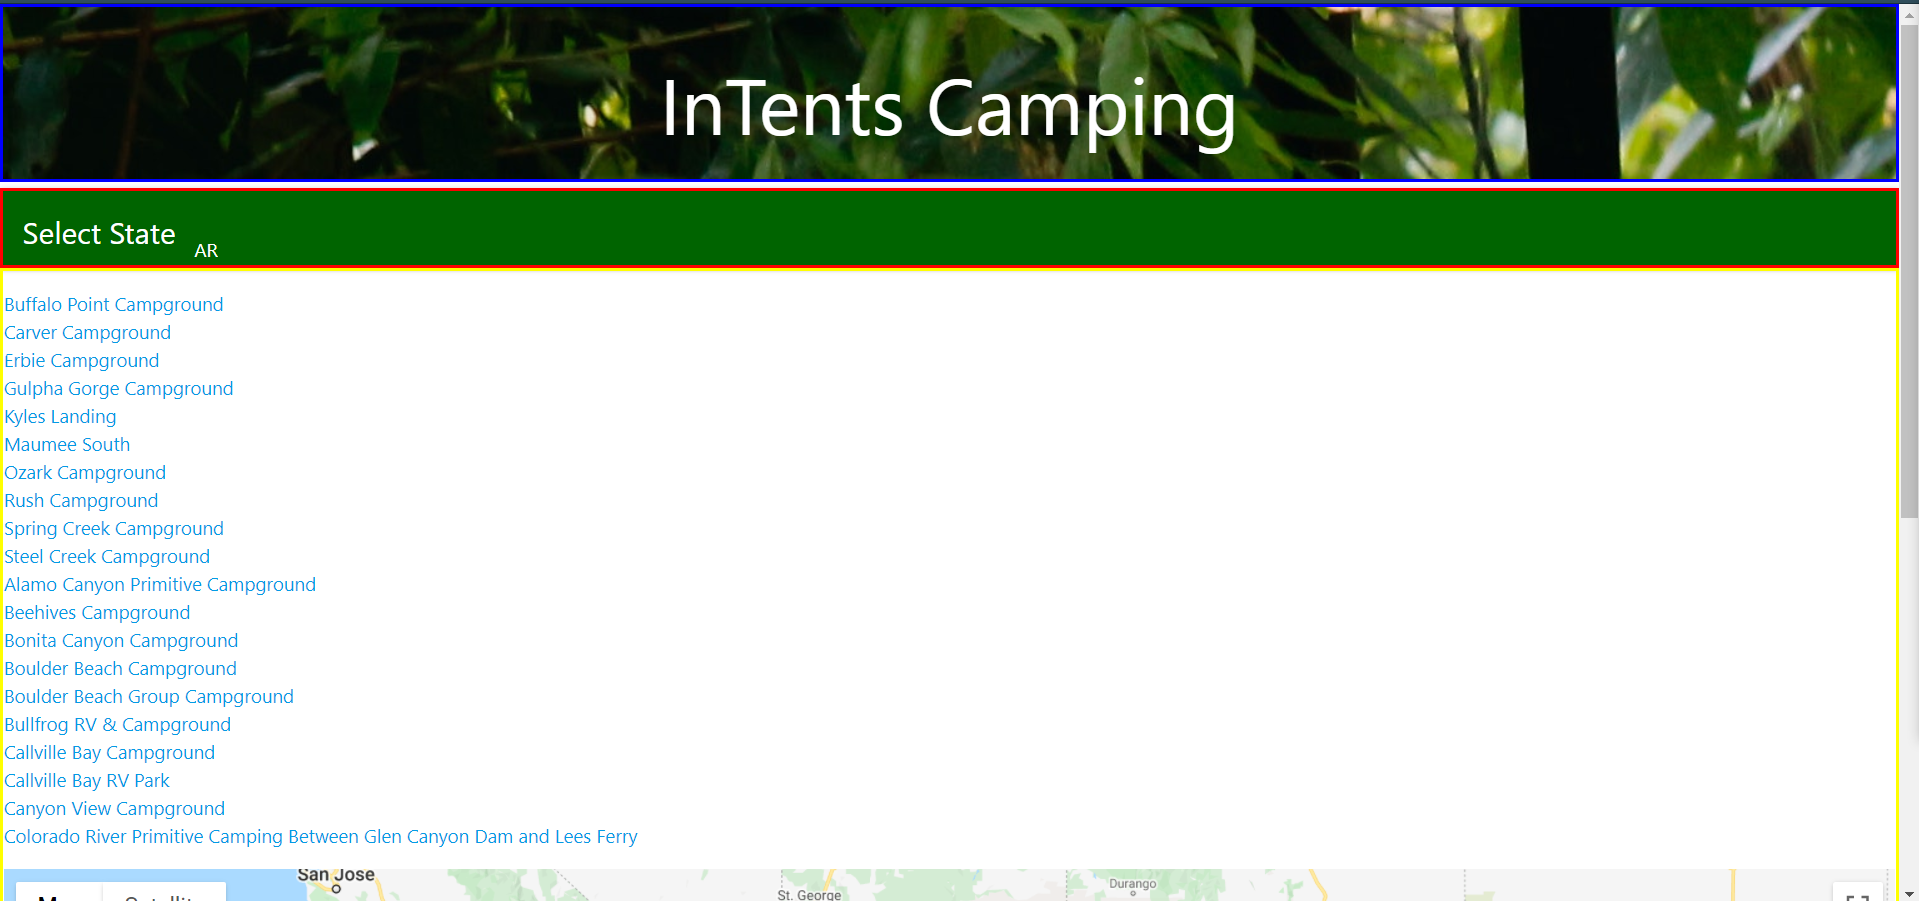 InTents Camping
Select State
AR
Buffalo Point Campground
Carver Campground
Erbie Campground
Gulpha Gorge Campground
Kyles Landing
Maumee South
Ozark Campground
Rush Campground
Spring Creek Campground
Steel Creek Campground
Alamo Canyon Primitive Campground
Beehives Campground
Bonita Canyon Campground
Boulder Beach Campground
Boulder Beach Group Campground
Bullfrog RV & Campground
Callville Bay Campground
Callville Bay RV Park
Canyon View Campground
Colorado River Primitive Camping Between Glen Canyon Dam and Lees Ferry
San Jose
Durango
St. George